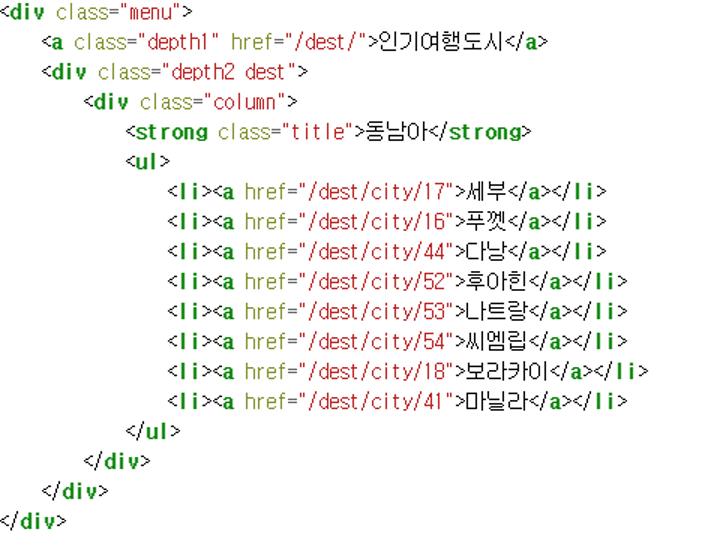 <div class="menu">
<a class="depth1" href="/dest/">인기여행도시</a>
<div class="depth2 dest">
<div class="column">
<strong class="title">동남아</strong>
<ul>
<li><a href="/dest/city/17">세부</a></li>
<li><a href="/dest/city/16">푸껫</a></li>
<li><a href="/dest/city/44">다낭</a></li>
<li><a href="/dest/city/52">후아힌</a></li>
<li><a href="/dest/city/53">나트랑</a></li>
<li><a href="/dest/city/54">씨엠립</a></li>
<li><a href="/dest/city/18">보라카이</a></li>
<li><a href="/dest/city/41">마닐라</a></li>
</ul>
</div>
</div>
</div>